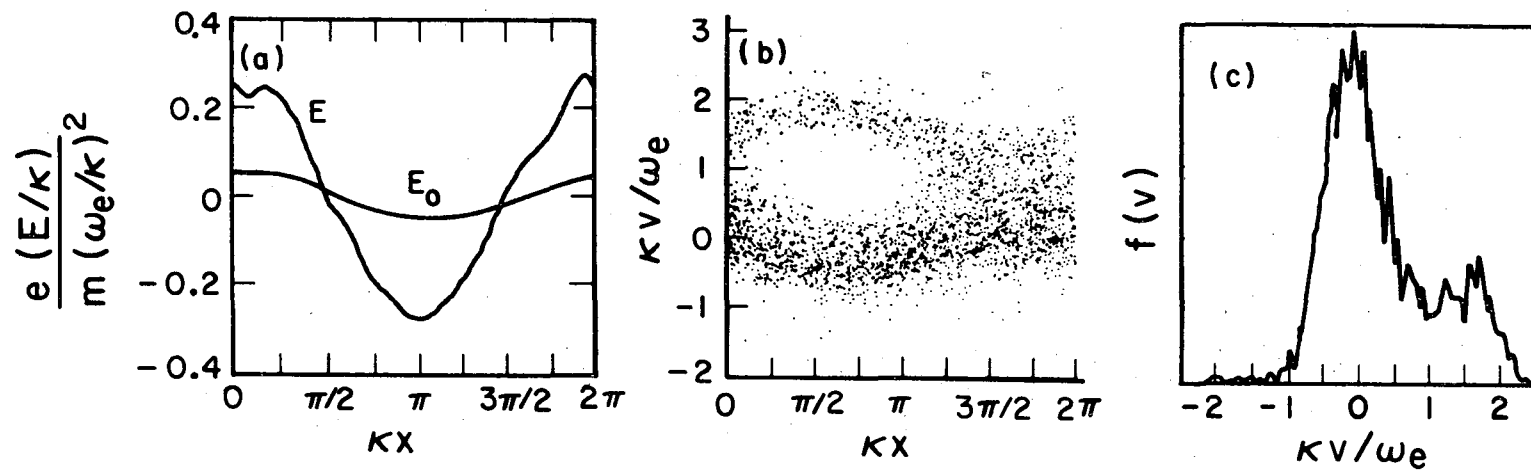 e (E/κ)
m (ωe/κ)²
0.4
0.2
0
-0.2
-0.4
(a)
E
E₀
0 π/2 π 3π/2 2π
κx
κv/ωe
3
2
1
0
-1
-2
(b)
0 π/2 π 3π/2 2π
κx
f(v)
(c)
-2 -1 0 1 2
κv/ωe